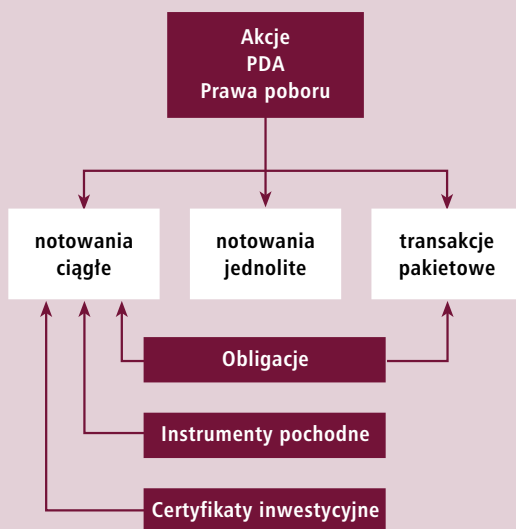 Akcje
PDA
Prawa poboru
notowania
ciągłe
notowania
jednolite
transakcje
pakietowe
Obligacje
Instrumenty pochodne
Certyfikaty inwestycyjne